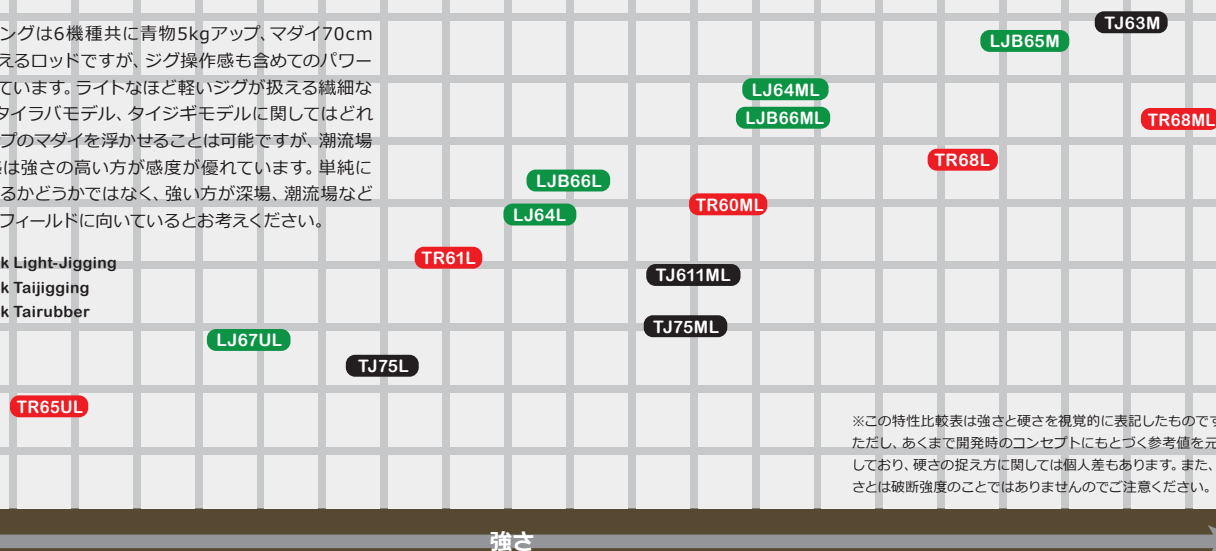 ングは6機種共に青物5kgアップ、マダイ70cm
えるロッドですが、ジグ操作感も含めてのパワー
ています。ライトなほど軽いジグが扱える繊細な
タイラバモデル、タイジギモデルに関してはどれ
プのマダイを浮かせることは可能ですが、潮流場
は強さの高い方が感度が優れています。単純に
るかどうかではなく、強い方が深場、潮流場など
フィールドに向いているとお考えください。
k Light-Jigging
k Taijigging
k Tairubber
TJ63M
LJB65M
LJ64ML
LJB66ML
TR68ML
TR68L
LJB66L
TR60ML
LJ64L
TR61L
TJ611ML
TJ75ML
LJ67UL
TJ75L
TR65UL
※この特性比較表は強さと硬さを視覚的に表記したものです
ただし、あくまで開発時のコンセプトにもとづく参考値を元
しており、硬さの捉え方に関しては個人差もあります。また、
さとは破断強度のことではありませんのでご注意ください。
強さ